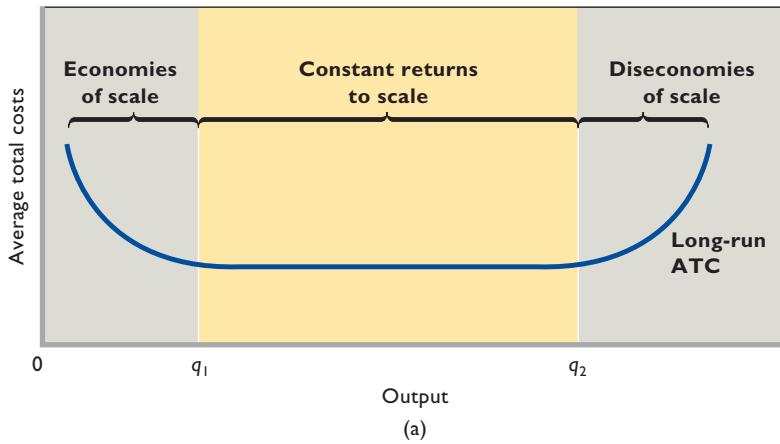 Economies
of scale
Constant returns
to scale
Diseconomies
of scale
Average total costs
Long-run
ATC
0
q₁
q₂
Output
(a)